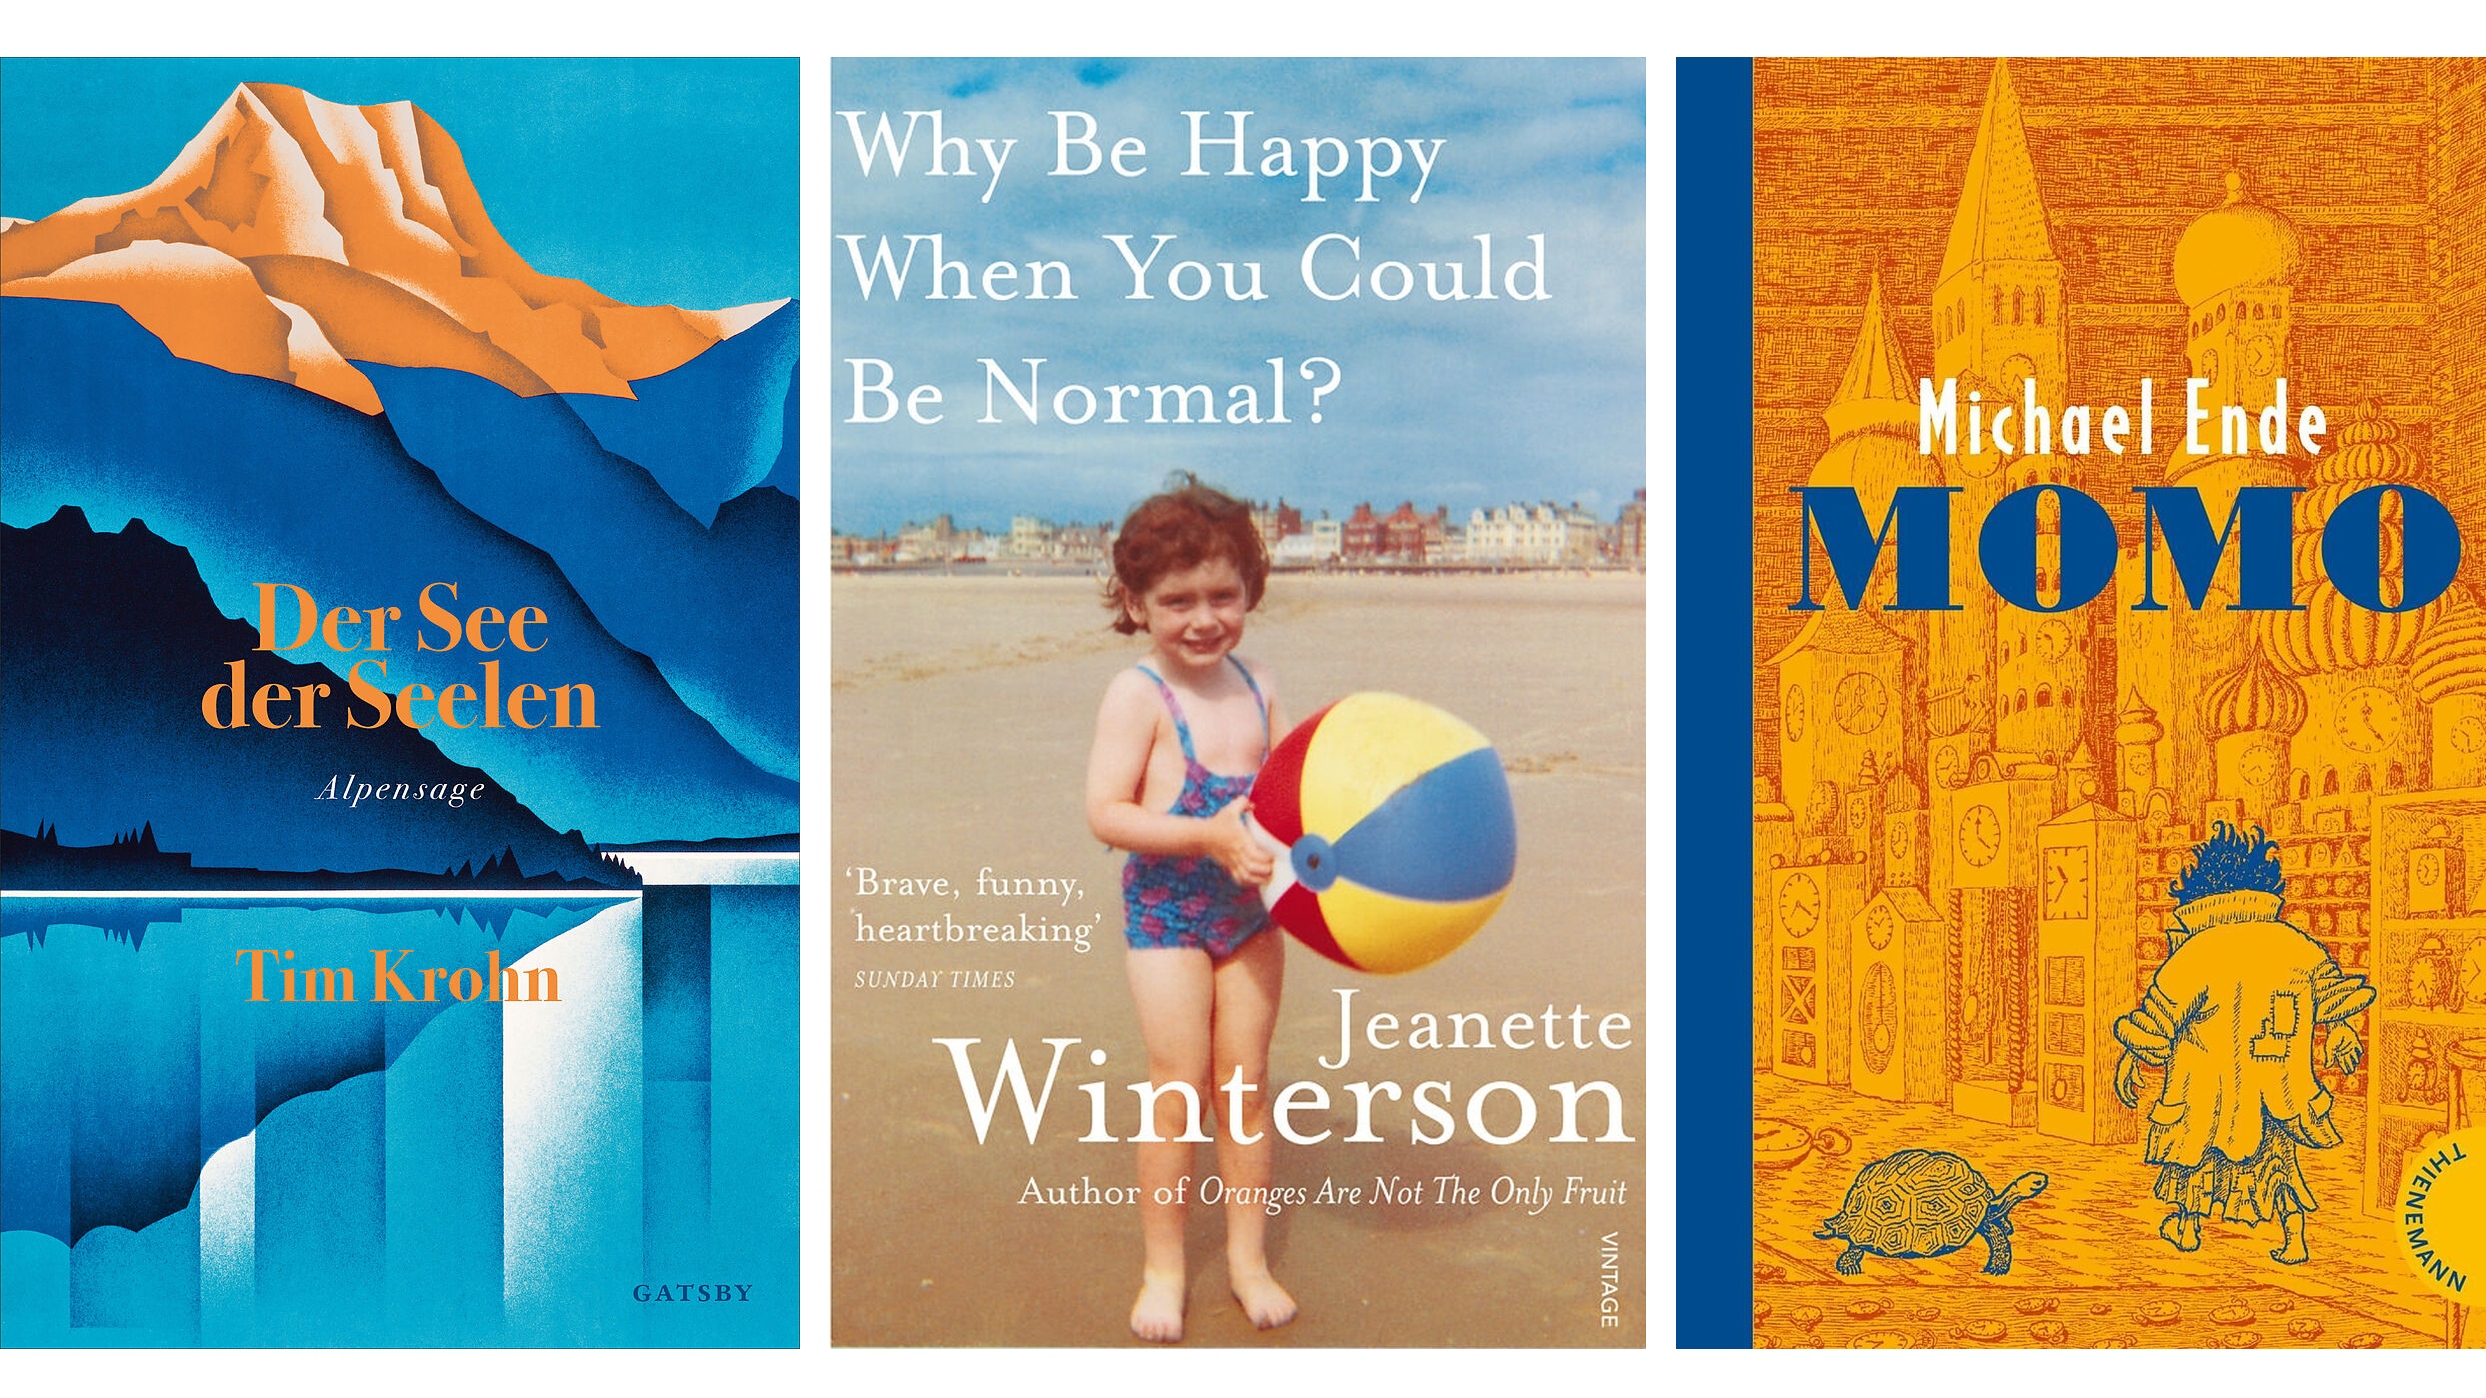 Der See
der Seelen
Alpensage
Tim Krohn
GATSBY
Why Be Happy
When You Could
Be Normal?
‘Brave, funny,
heartbreaking’
SUNDAY TIMES
Jeanette
Winterson
Author of Oranges Are Not The Only Fruit
VINTAGE
Michael Ende
MOMO
THIENEMANN